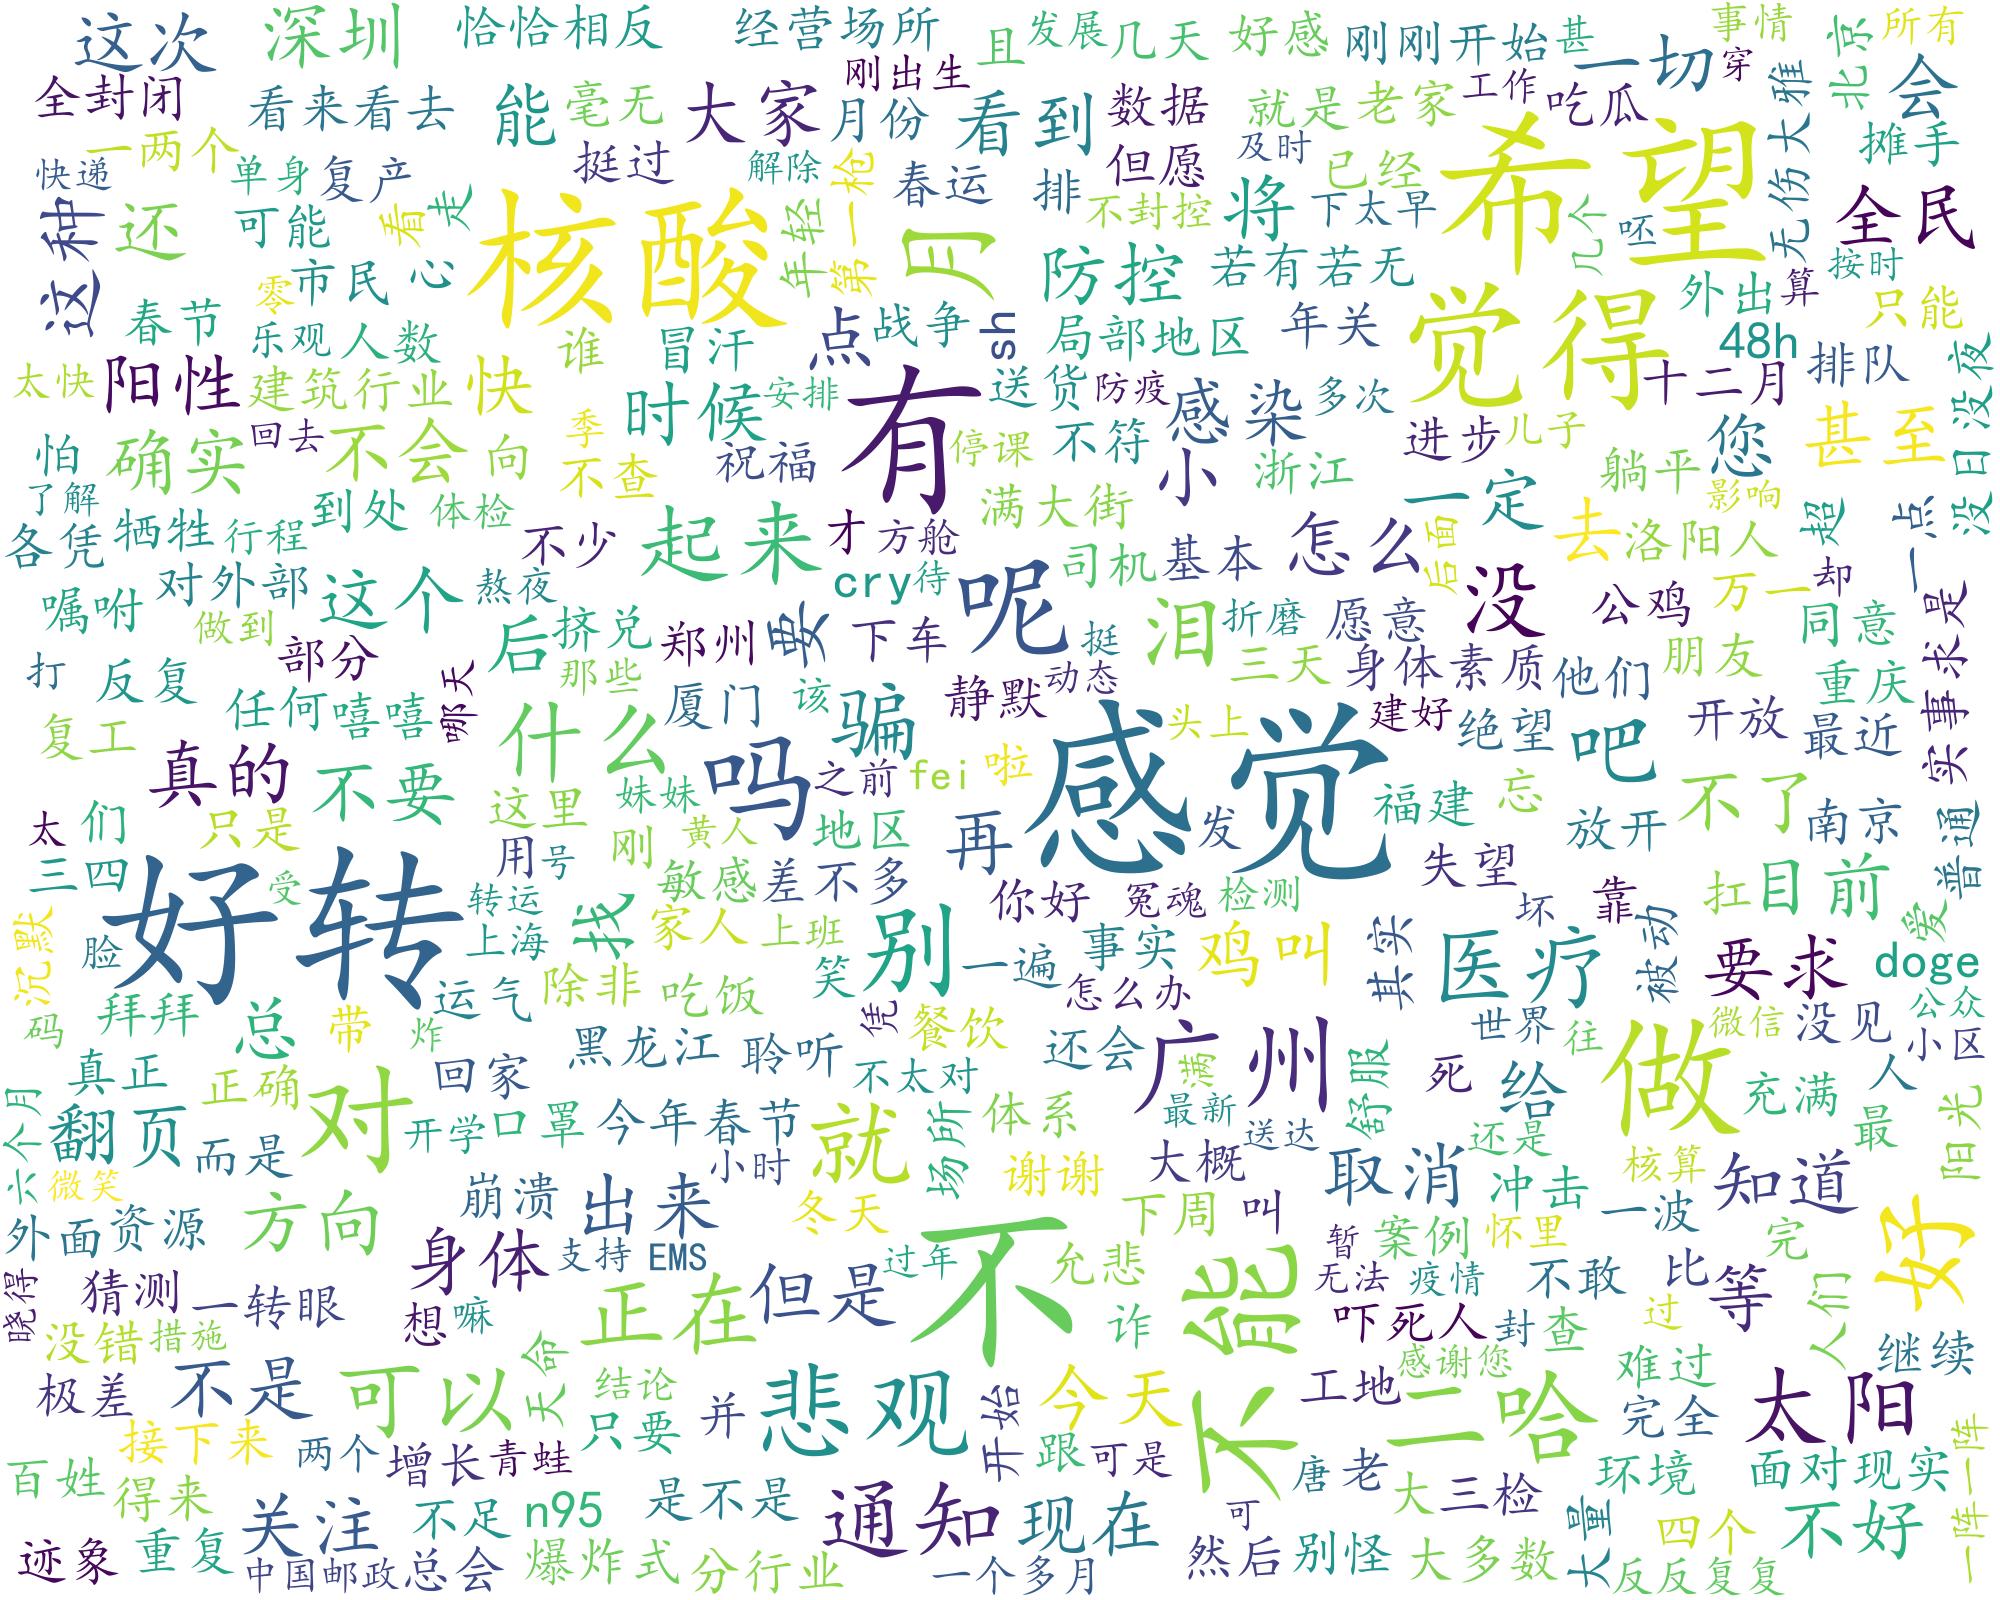 这次 深圳 恰恰相反 经营场所 且 发展 几天 好感 刚刚开始 甚 一切 穿 事情 北京 所有
全封闭 看来看去 能 毫无 大家 刚出生 月份 看到 数据 就是 老家 工作 吃瓜 无伤大雅 会
一两个 快递 单身 复产 挺过 解除 第一枪 春运 排 但愿 及时 已经 希望 摊手
这种 还 可能 看 走 核酸 年轻 月 不封控 将 下太早 几个 呸 全民
零 市民 心 防控 若有若无 外出 算 按时
春节 乐观 人数 谁 冒汗 点 战争 sh 局部地区 年关 觉得 48h 只能
太快 阳性 建筑行业 快 时候 安排 有 送货 防疫 感染 多次 十二月 排队 没日没夜
怕 确实 回去 不会 向 季 不查 祝福 停课 不符 小 浙江 进步 儿子 躺平 您 甚至
了解 各凭 牺牲 行程 到处 体检 不少 起来 才 方舱 满大街 司机 基本 怎么 一定 后面 去 影响 洛阳人 超 一点
嘱咐 对外部 做到 这个 熬夜 后 挤兑 cry 待 呢 泪 折磨 愿意 没 公鸡 万一 却 同意 实事求是
打 反复 部分 哪天 那些 郑州 要 下车 挺 三天 身体素质 他们 朋友 重庆
复工 任何 嘻嘻 什么 厦门 该 骗 静默 动态 感觉 头上 建好 绝望 吧 开放 最近
真的 不要 这里 妹妹 吗 之前 fei 啦 福建 忘 不了
太 们 只是 用 号 刚 黄人 地区 再 发 放开 南京 普通
三四 好转 受 转运 找 敏感 差不多 你好 冤魂 检测 失望 坏 靠 扛 目前
沉默 脸 上海 家人 上班 别 一遍 事实 鸡叫 其实 医疗 被动 要求 爱 doge
码 拜拜 总 带 炸 运气 除非 吃饭 笑 凭 餐饮 怎么办 世界 往 微信 没见 公众
真正 正确 回家 黑龙江 聆听 不太对 还会 广州 满 舒服 死 给 做 充满 人 小区
六个月 翻页 而是 对 开学 口罩 今年春节 小时 就 场所 体系 最新 送达 大概 还是 最 阳光
微笑 外面 资源 方向 崩溃 出来 冬天 谢谢 下周 叫 取消 冲击 核算 知道 一波
晓得 猜测 一转眼 身体 支持 EMS 但是 过年 不 允悲 不能 暂 案例 怀里 无法 疫情 不敢 比 等 完 好
没错 措施 想 嘛 正在 诈 吓死人 封 查 过 人们 继续
极差 不是 可以 天命 结论 只要 并 悲观 开始 今天 感谢您 工地 二哈 难过 完全 太阳
接下来 两个 增长 青蛙 跟 可是 唐老 大 三检 环境 面对现实 一阵一阵
百姓 得来 关注 不足 n95 是不是 通知 现在 可 大量 四个 不好
迹象 重复 中国邮政 总会 爆炸式 分行业 一个多月 然后 别怪 大多数 反反复复